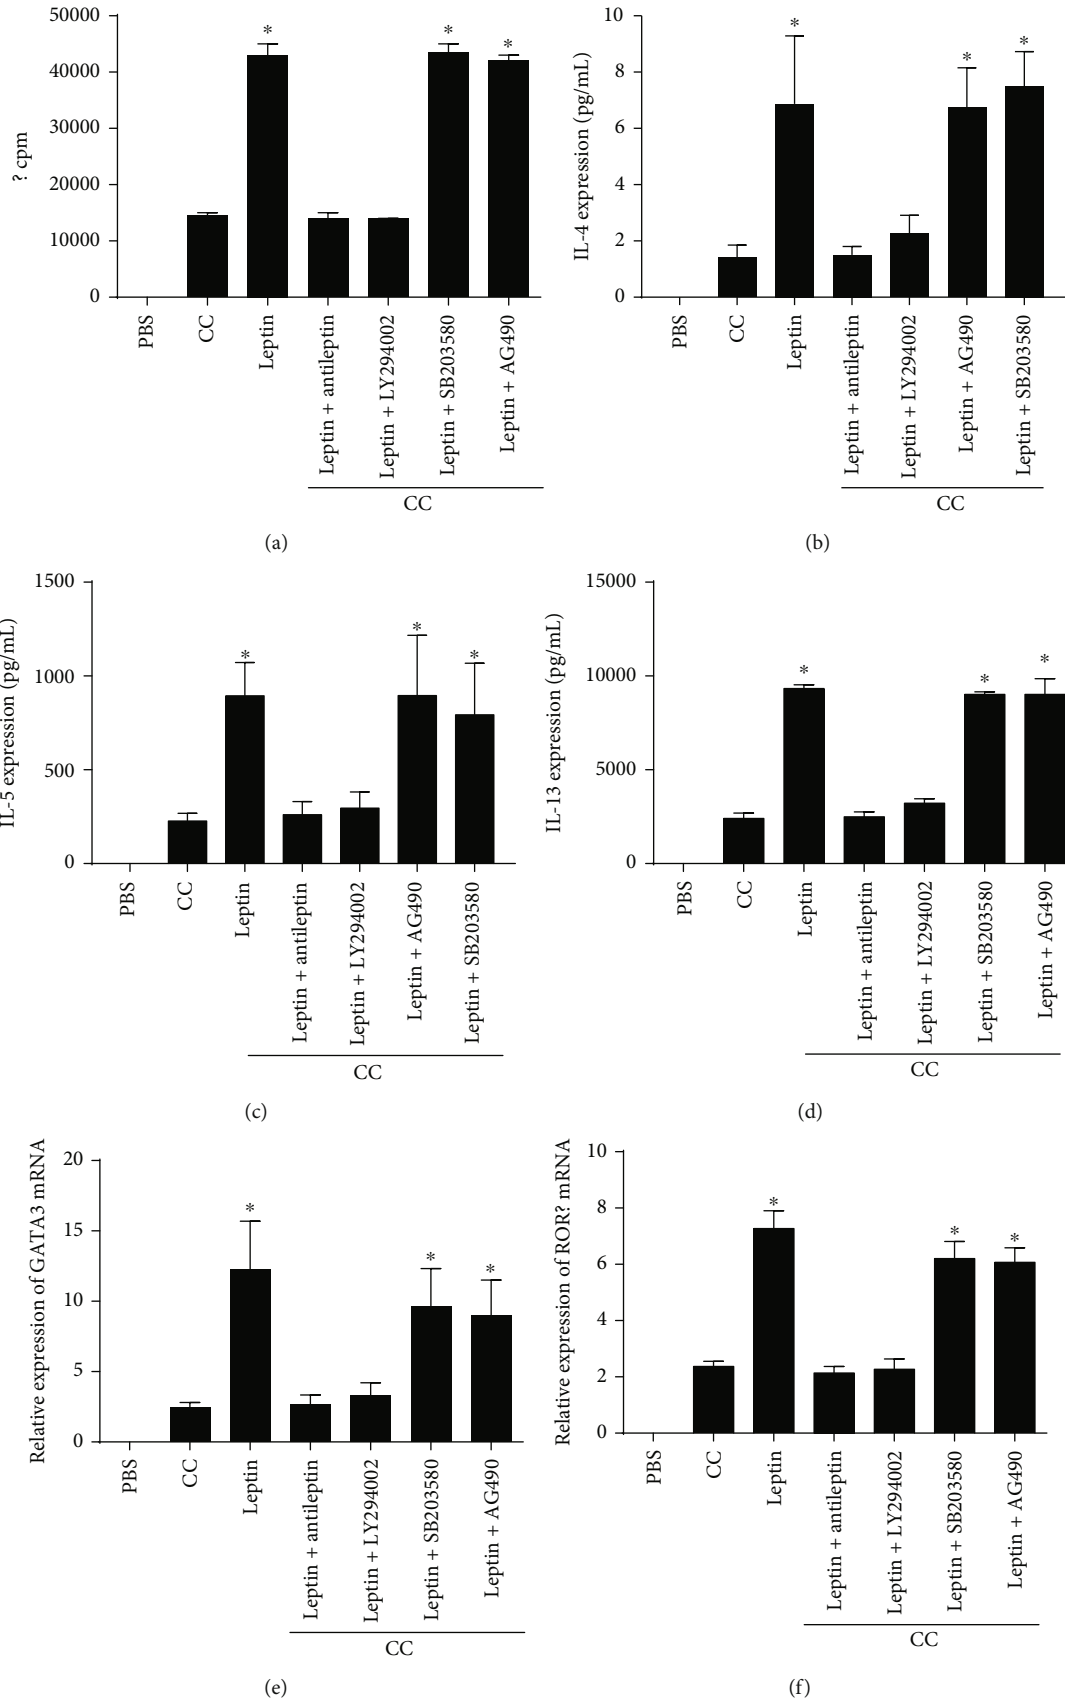 50000
40000
30000
20000
10000
0
? cpm
*
*
*
PBS
CC
Leptin
Leptin + antileptin
Leptin + LY294002
Leptin + SB203580
Leptin + AG490
CC
(a)
10
8
6
4
2
0
IL-4 expression (pg/mL)
*
*
*
PBS
CC
Leptin
Leptin + antileptin
Leptin + LY294002
Leptin + AG490
Leptin + SB203580
CC
(b)
1500
1000
500
0
IL-5 expression (pg/mL)
*
*
*
PBS
CC
Leptin
Leptin + antileptin
Leptin + LY294002
Leptin + AG490
Leptin + SB203580
CC
(c)
15000
10000
5000
0
IL-13 expression (pg/mL)
*
*
*
PBS
CC
Leptin
Leptin + antileptin
Leptin + LY294002
Leptin + SB203580
Leptin + AG490
CC
(d)
20
15
10
5
0
Relative expression of GATA3 mRNA
*
*
*
PBS
CC
Leptin
Leptin + antileptin
Leptin + LY294002
Leptin + SB203580
Leptin + AG490
CC
(e)
10
8
6
4
2
0
Relative expression of ROR? mRNA
*
*
*
PBS
CC
Leptin
Leptin + antileptin
Leptin + LY294002
Leptin + SB203580
Leptin + AG490
CC
(f)